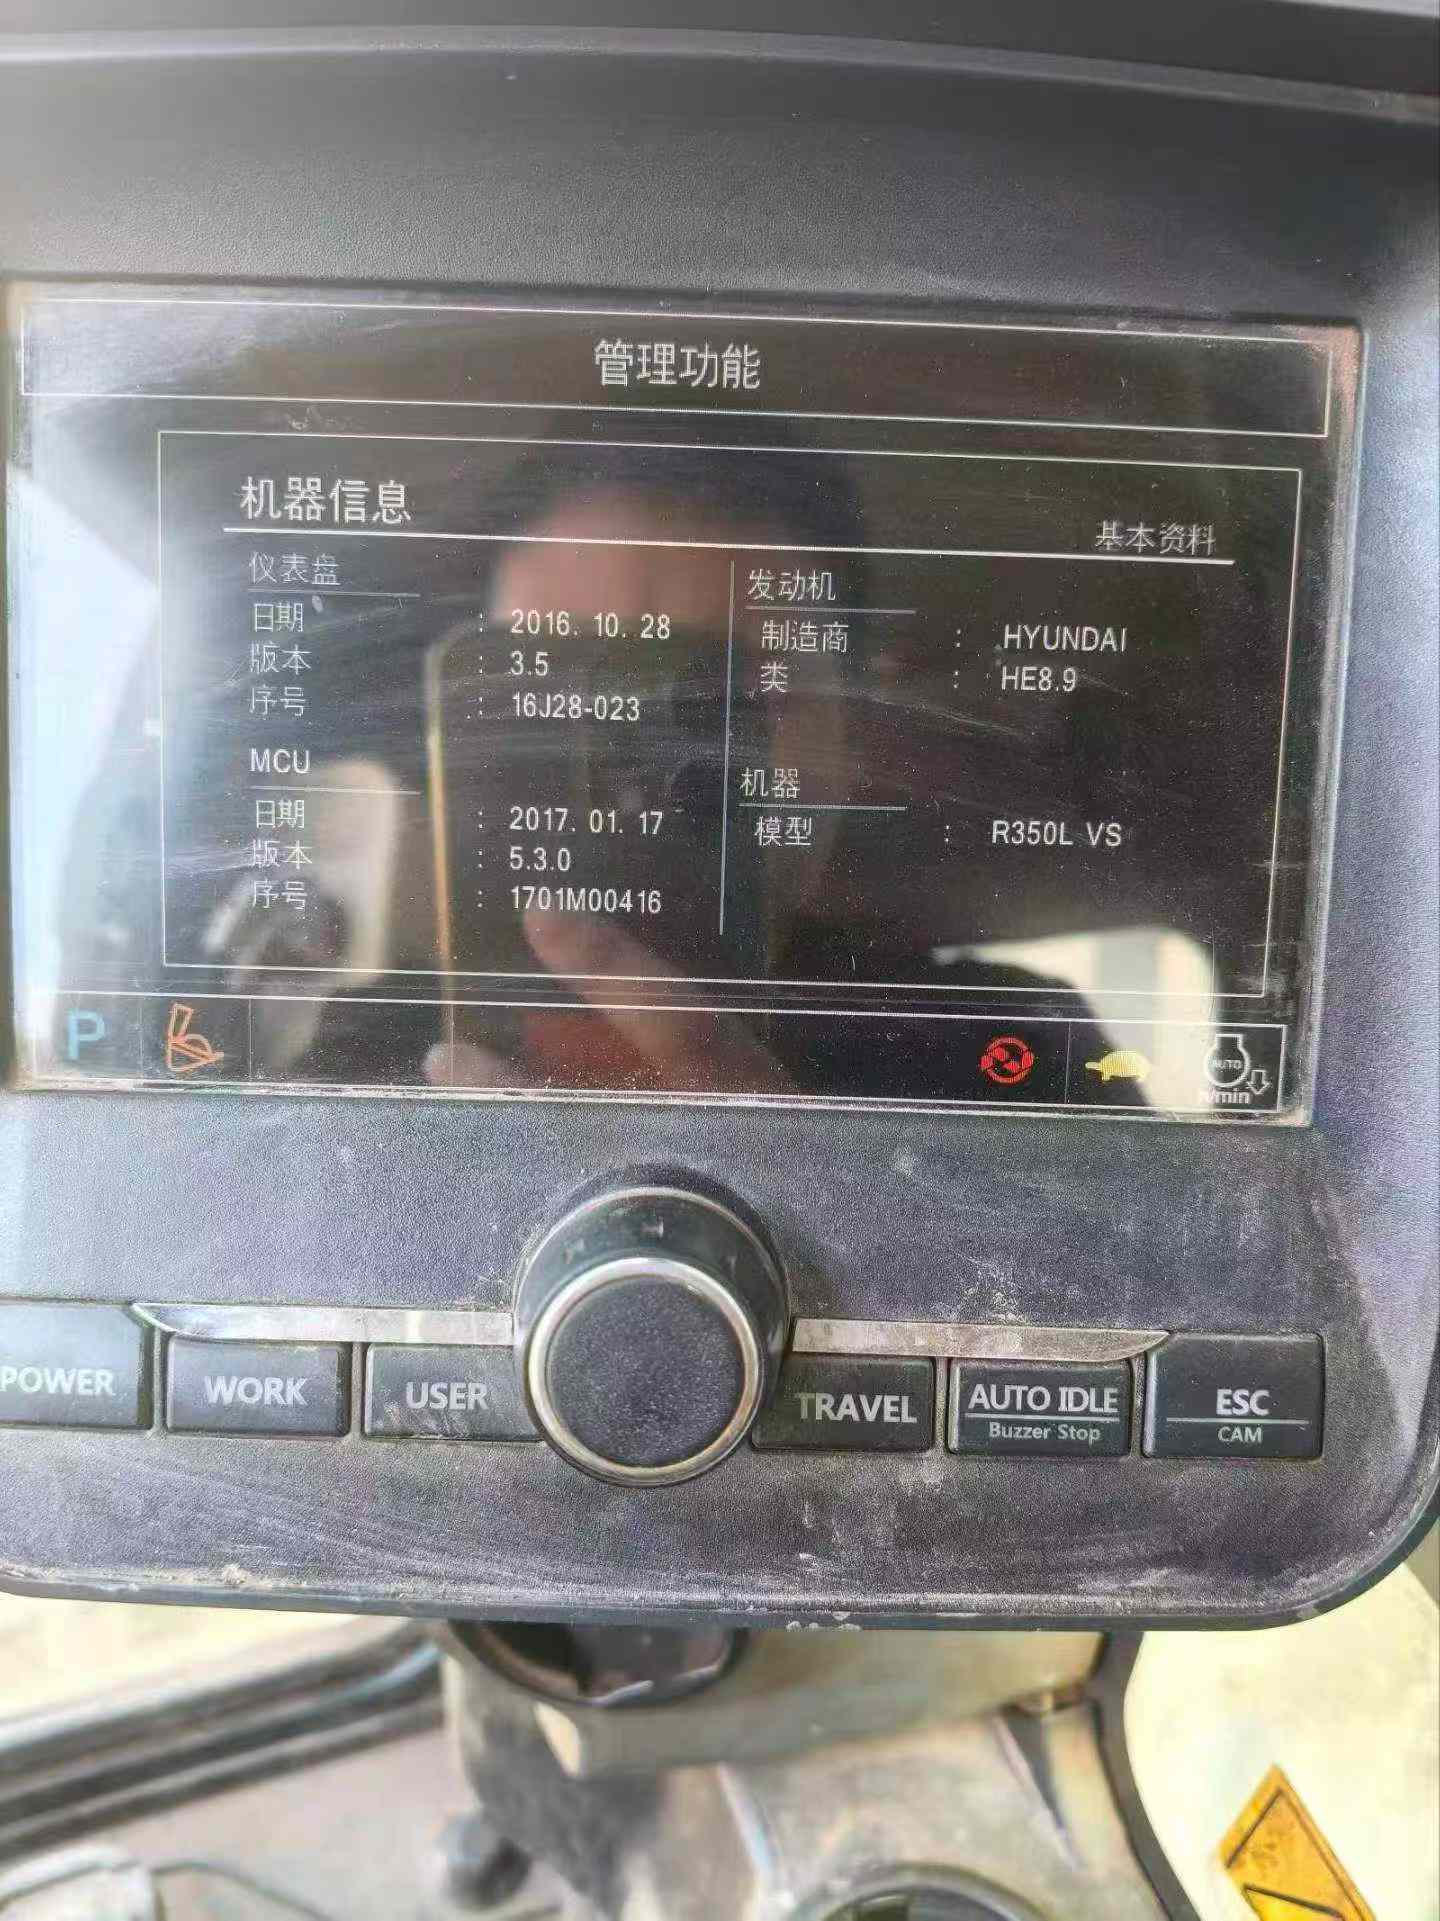 管理功能
机器信息
基本资料
仪表盘
日期 : 2016. 10. 28
版本 : 3.5
序号 : 16J28-023
MCU
日期 : 2017. 01. 17
版本 : 5.3.0
序号 : 1701M00416
发动机
制造商 : HYUNDAI
类 : HE8.9
机器
模型 : R350L VS
P
AUTO
r/min
POWER
WORK
USER
TRAVEL
AUTO IDLE
Buzzer Stop
ESC
CAM